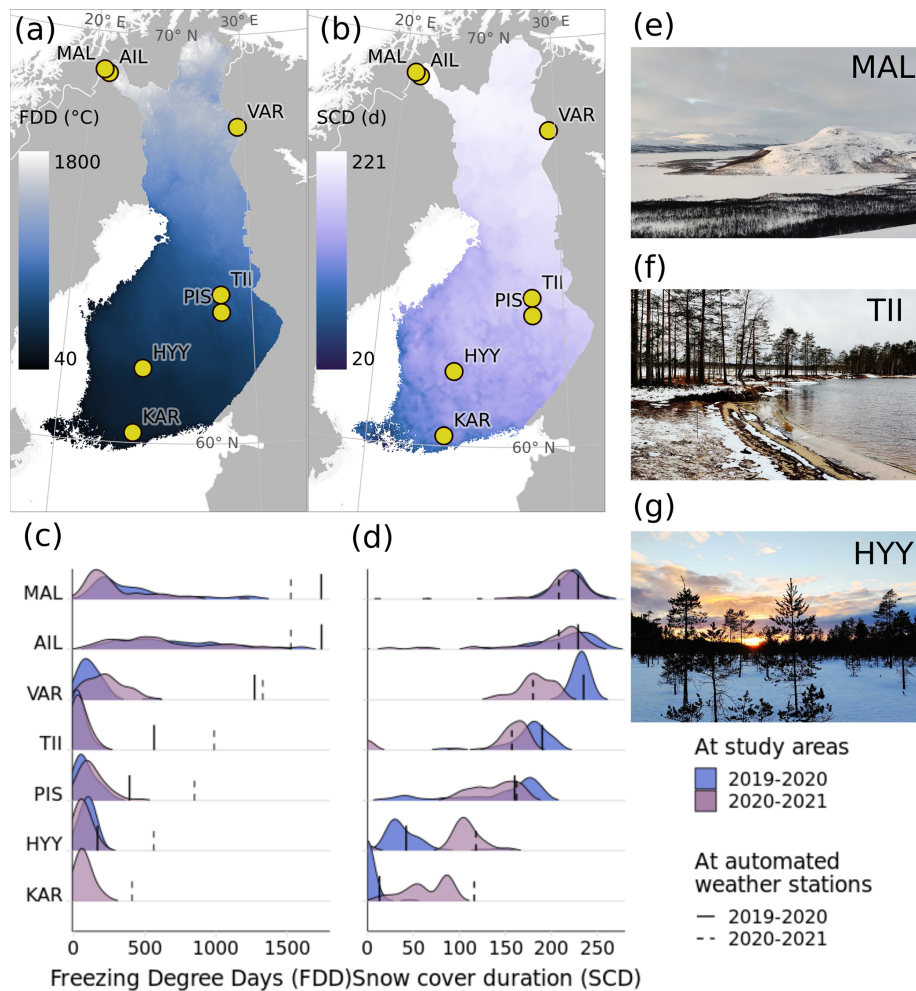 (a)
20° E
70° N
30° E
MAL
AIL
VAR
FDD (°C)
1800
40
TII
PIS
HYY
KAR
60° N
(b)
20° E
70° N
30° E
MAL
AIL
VAR
SCD (d)
221
20
TII
PIS
HYY
KAR
60° N
(e)
MAL
(f)
TII
(g)
HYY
(c)
MAL
AIL
VAR
TII
PIS
HYY
KAR
0 500 1000 1500
Freezing Degree Days (FDD)
(d)
0 50 100 150 200 250
Snow cover duration (SCD)
At study areas
2019-2020
2020-2021
At automated
weather stations
2019-2020
2020-2021